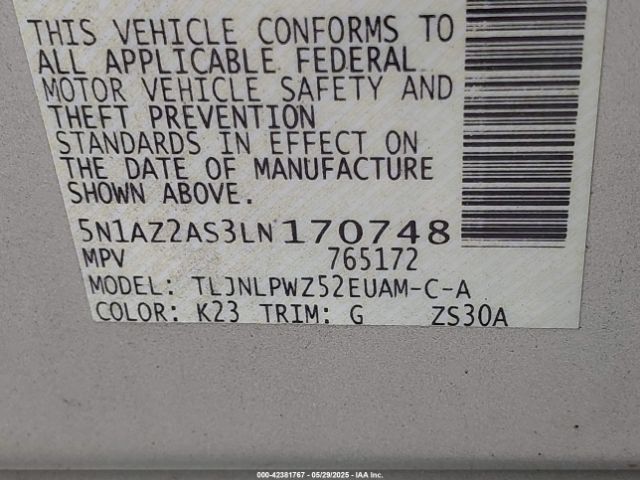 THIS VEHICLE CONFORMS TO
ALL APPLICABLE FEDERAL
MOTOR VEHICLE SAFETY AND
THEFT PREVENTION
STANDARDS IN EFFECT ON
THE DATE OF MANUFACTURE
SHOWN ABOVE.
5N1AZ2AS3LN170748
MPV 765172
MODEL: TLJNLPWZ52EUAM-C-A
COLOR: K23 TRIM: G ZS30A
000-42381767 05/29/2025 IAA Inc.